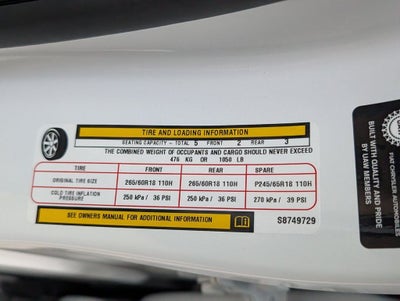 TIRE AND LOADING INFORMATION
SEATING CAPACITY - TOTAL 5 FRONT 2 REAR 3
THE COMBINED WEIGHT OF OCCUPANTS AND CARGO SHOULD NEVER EXCEED
476 KG OR 1050 LB
TIRE FRONT REAR SPARE
ORIGINAL TIRE SIZE 265/60R18 110H 265/60R18 110H P245/65R18 110H
COLD TIRE INFLATION PRESSURE 250 kPa / 36 PSI 250 kPa / 36 PSI 270 kPa / 39 PSI
SEE OWNERS MANUAL FOR ADDITIONAL INFORMATION S8749729
BUILT WITH QUALITY AND PRIDE
BY UAW MEMBERS
FIAT CHRYSLER AUTOMOBILES